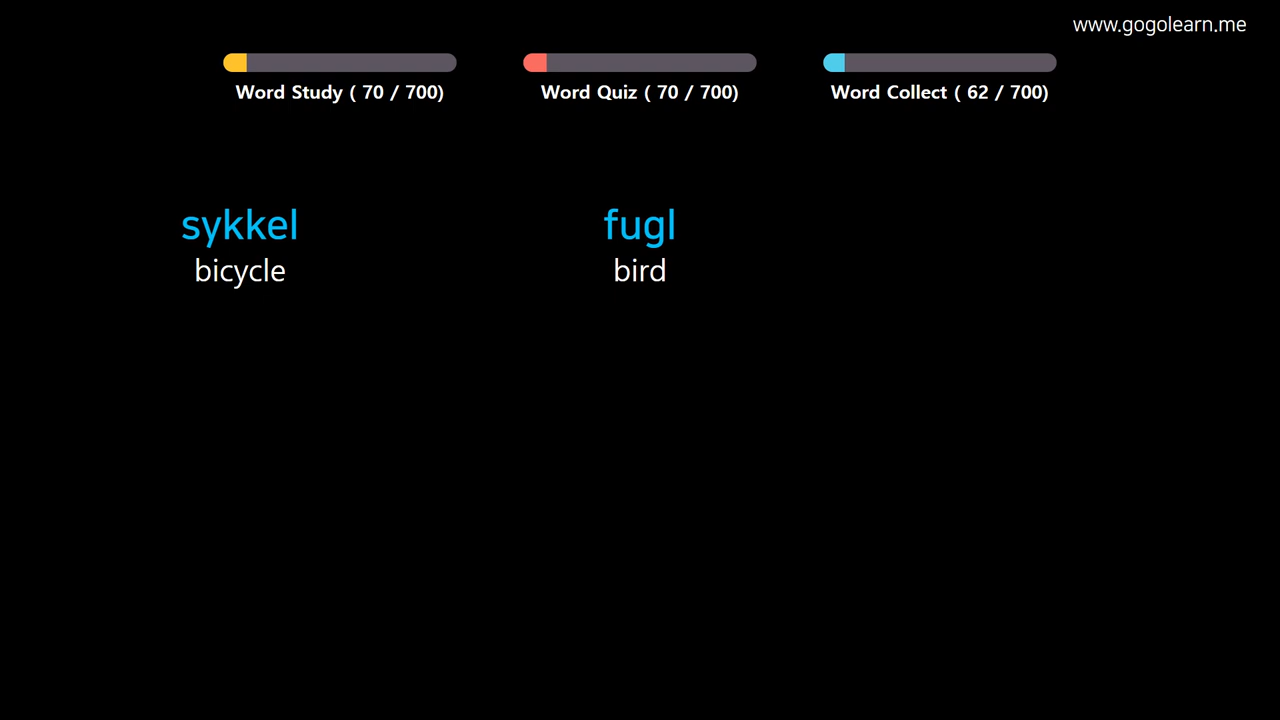 www.gogolearn.me
Word Study ( 70 / 700)
Word Quiz ( 70 / 700)
Word Collect ( 62 / 700)
sykkel
bicycle
fugl
bird